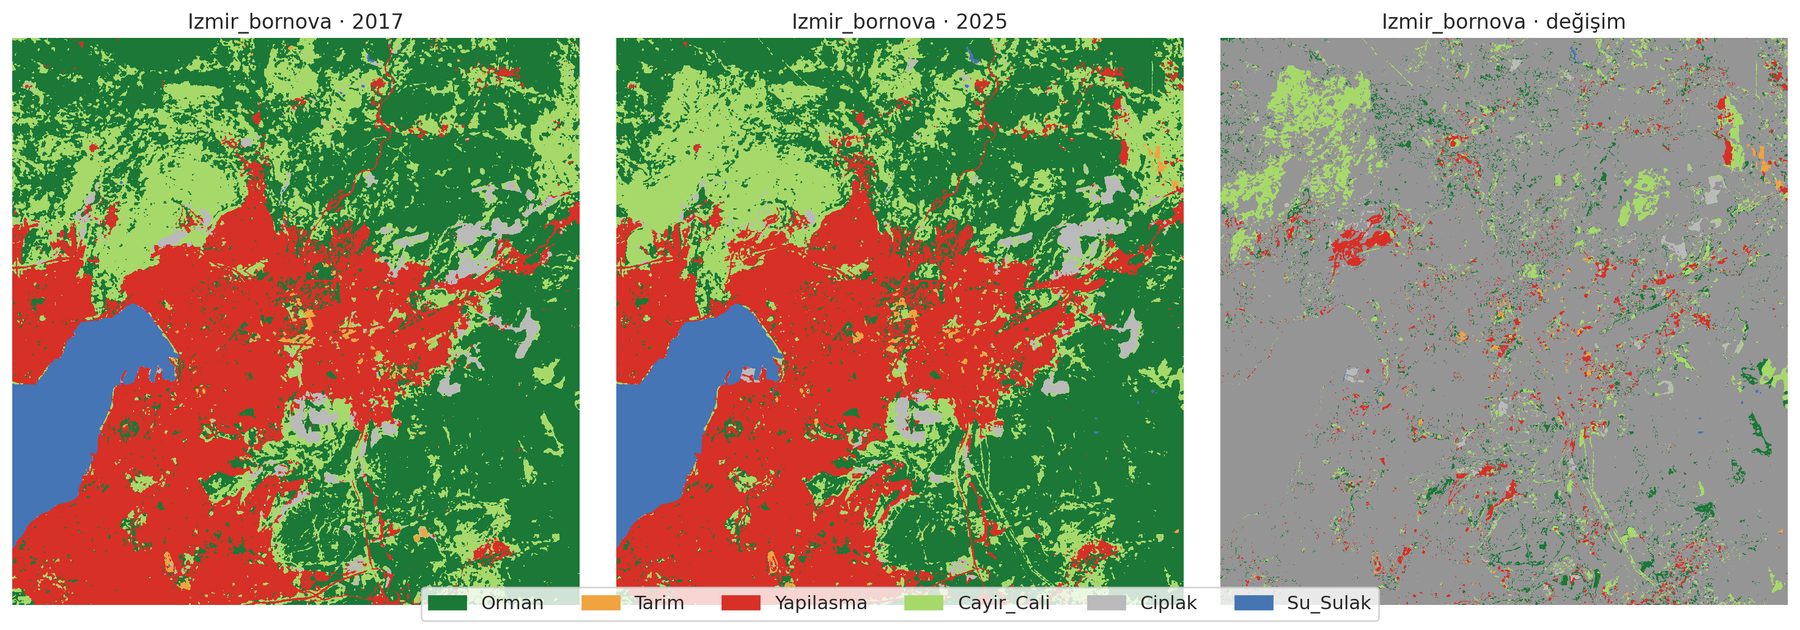 Izmir_bornova · 2017
Izmir_bornova · 2025
Izmir_bornova · değişim
Orman
Tarim
Yapilasma
Cayir_Cali
Ciplak
Su_Sulak